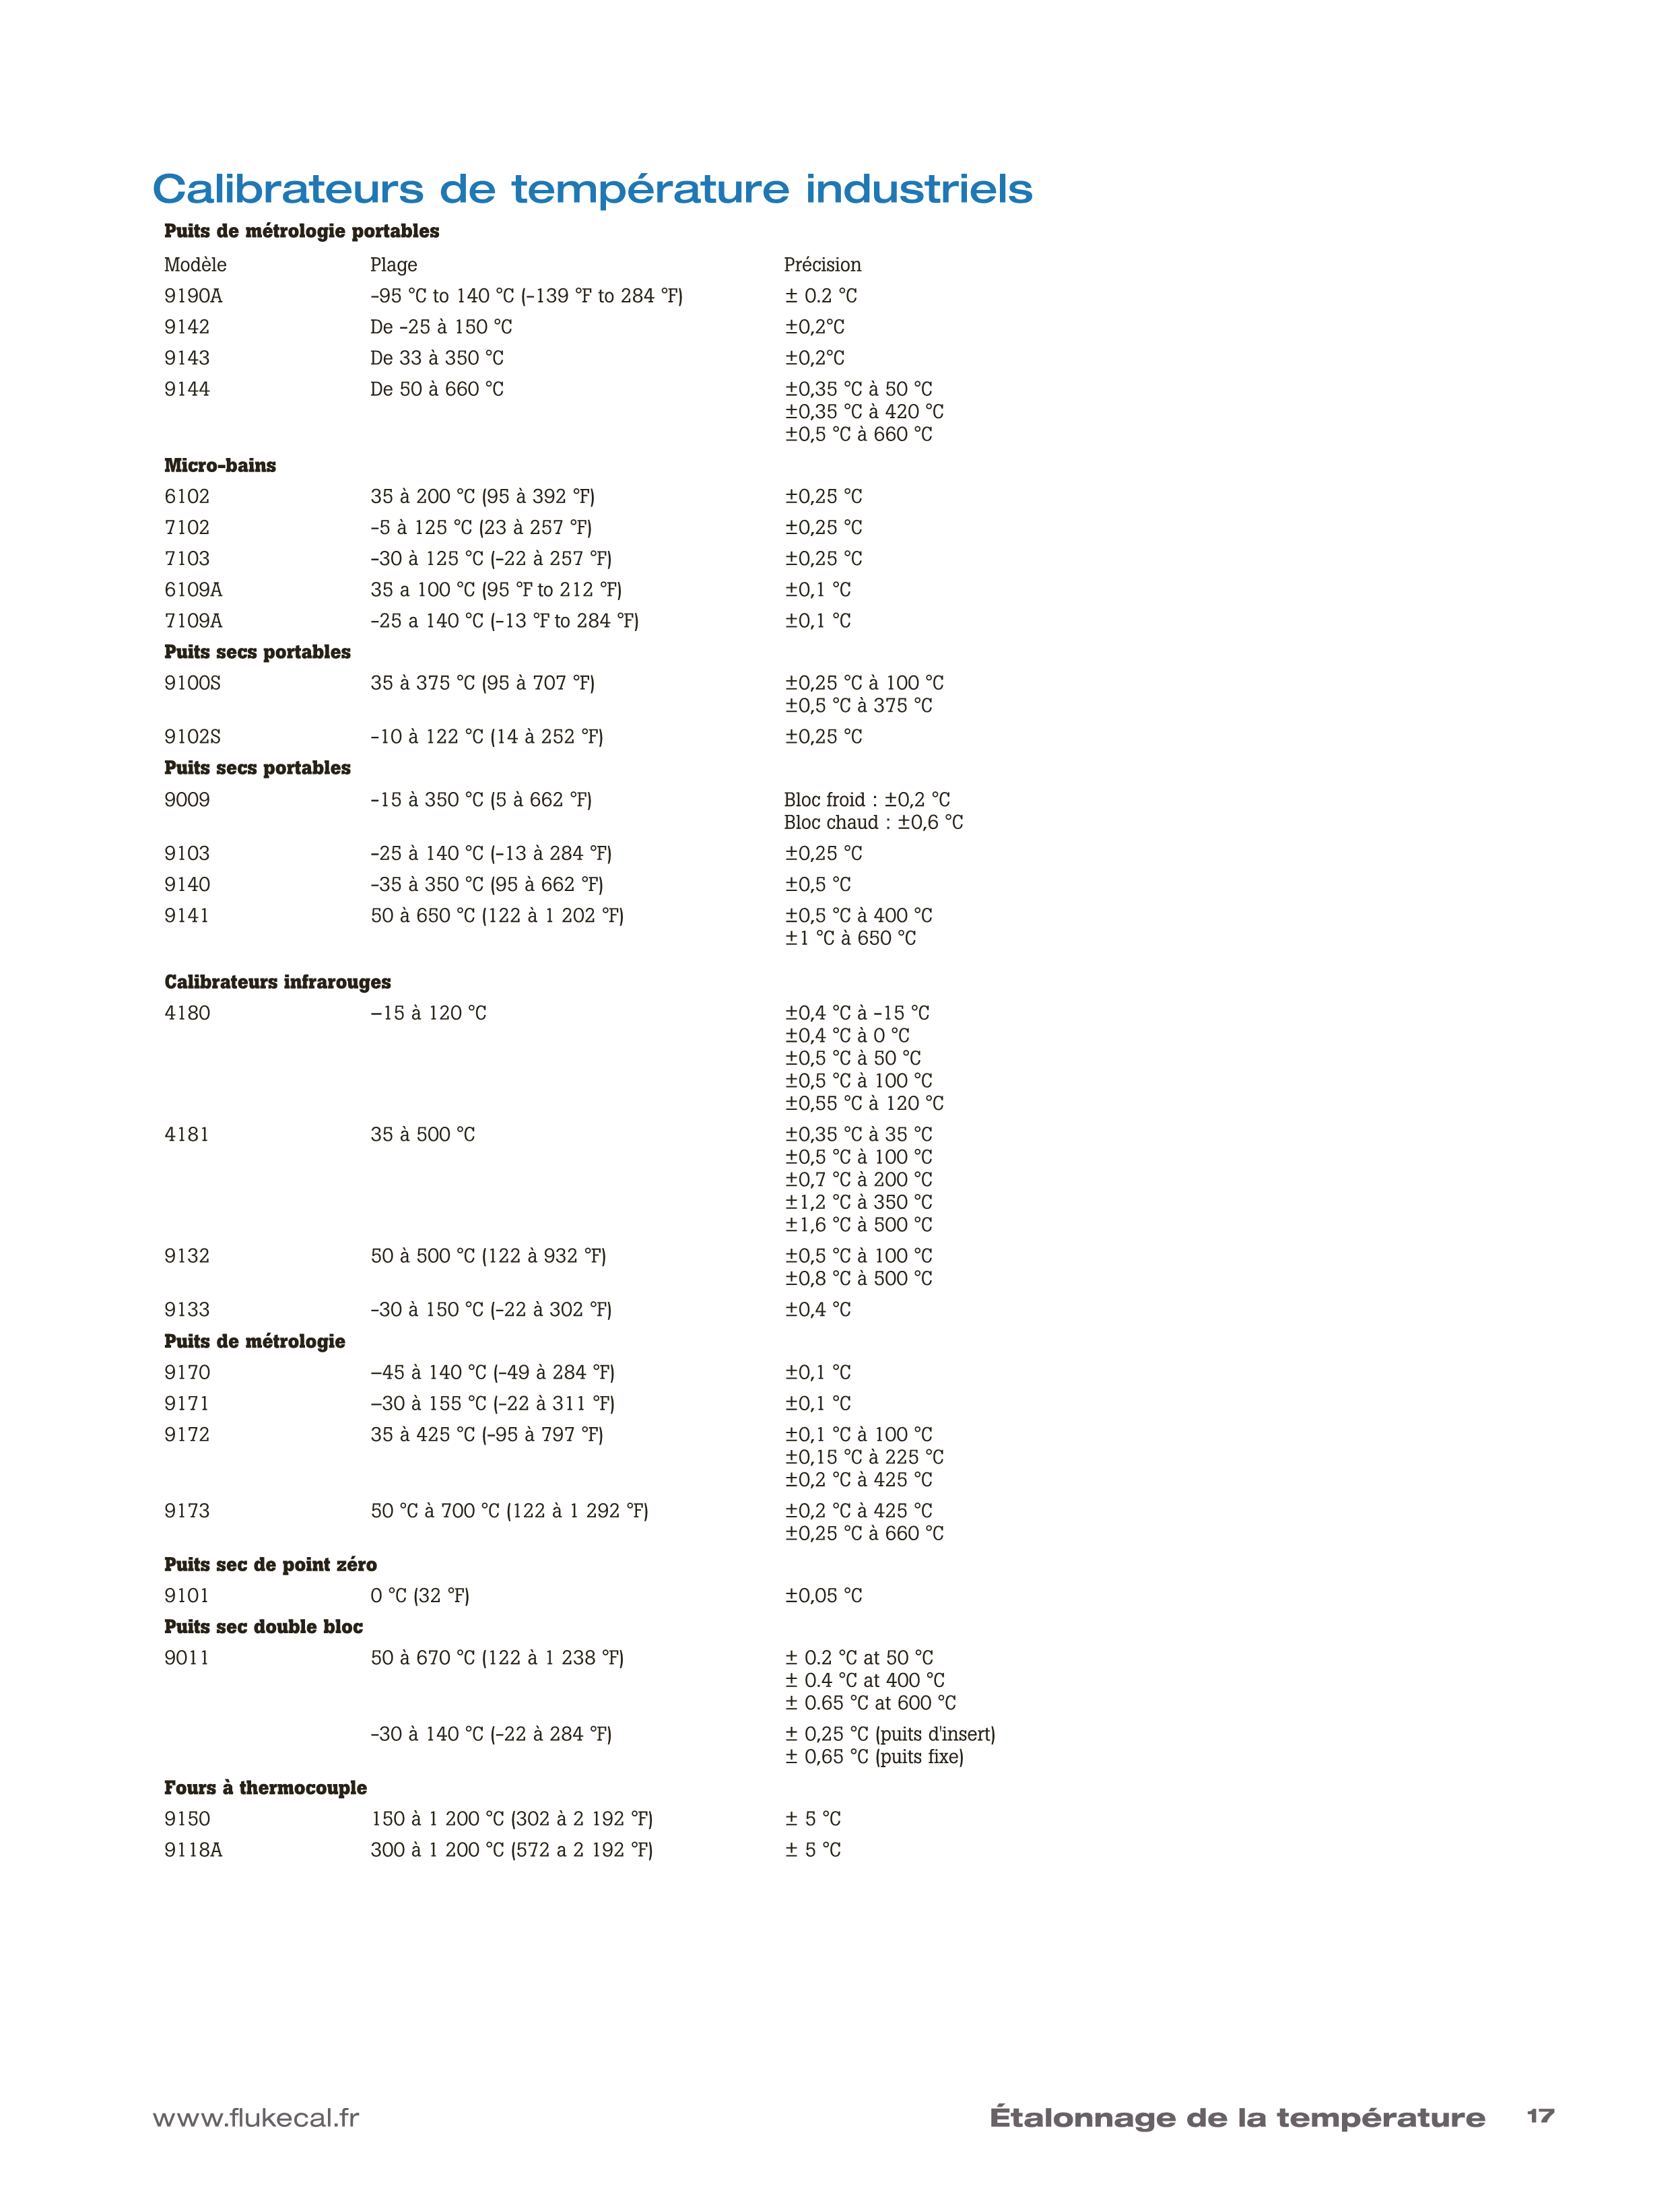 Calibrateurs de température industriels
Puits de métrologie portables
Modèle Plage Précision
9190A -95 °C to 140 °C (-139 °F to 284 °F) ± 0.2 °C
9142 De -25 à 150 °C ±0,2°C
9143 De 33 à 350 °C ±0,2°C
9144 De 50 à 660 °C ±0,35 °C à 50 °C
±0,35 °C à 420 °C
±0,5 °C à 660 °C
Micro-bains
6102 35 à 200 °C (95 à 392 °F) ±0,25 °C
7102 -5 à 125 °C (23 à 257 °F) ±0,25 °C
7103 -30 à 125 °C (-22 à 257 °F) ±0,25 °C
6109A 35 a 100 °C (95 °F to 212 °F) ±0,1 °C
7109A -25 a 140 °C (-13 °F to 284 °F) ±0,1 °C
Puits secs portables
9100S 35 à 375 °C (95 à 707 °F) ±0,25 °C à 100 °C
±0,5 °C à 375 °C
9102S -10 à 122 °C (14 à 252 °F) ±0,25 °C
Puits secs portables
9009 -15 à 350 °C (5 à 662 °F) Bloc froid : ±0,2 °C
Bloc chaud : ±0,6 °C
9103 -25 à 140 °C (-13 à 284 °F) ±0,25 °C
9140 -35 à 350 °C (95 à 662 °F) ±0,5 °C
9141 50 à 650 °C (122 à 1 202 °F) ±0,5 °C à 400 °C
±1 °C à 650 °C
Calibrateurs infrarouges
4180 –15 à 120 °C ±0,4 °C à -15 °C
±0,4 °C à 0 °C
±0,5 °C à 50 °C
±0,5 °C à 100 °C
±0,55 °C à 120 °C
4181 35 à 500 °C ±0,35 °C à 35 °C
±0,5 °C à 100 °C
±0,7 °C à 200 °C
±1,2 °C à 350 °C
±1,6 °C à 500 °C
9132 50 à 500 °C (122 à 932 °F) ±0,5 °C à 100 °C
±0,8 °C à 500 °C
9133 -30 à 150 °C (-22 à 302 °F) ±0,4 °C
Puits de métrologie
9170 –45 à 140 °C (-49 à 284 °F) ±0,1 °C
9171 –30 à 155 °C (-22 à 311 °F) ±0,1 °C
9172 35 à 425 °C (-95 à 797 °F) ±0,1 °C à 100 °C
±0,15 °C à 225 °C
±0,2 °C à 425 °C
9173 50 °C à 700 °C (122 à 1 292 °F) ±0,2 °C à 425 °C
±0,25 °C à 660 °C
Puits sec de point zéro
9101 0 °C (32 °F) ±0,05 °C
Puits sec double bloc
9011 50 à 670 °C (122 à 1 238 °F) ± 0.2 °C at 50 °C
± 0.4 °C at 400 °C
± 0.65 °C at 600 °C
-30 à 140 °C (-22 à 284 °F) ± 0,25 °C (puits d'insert)
± 0,65 °C (puits fixe)
Fours à thermocouple
9150 150 à 1 200 °C (302 à 2 192 °F) ± 5 °C
9118A 300 à 1 200 °C (572 a 2 192 °F) ± 5 °C
www.flukecal.fr Étalonnage de la température 17